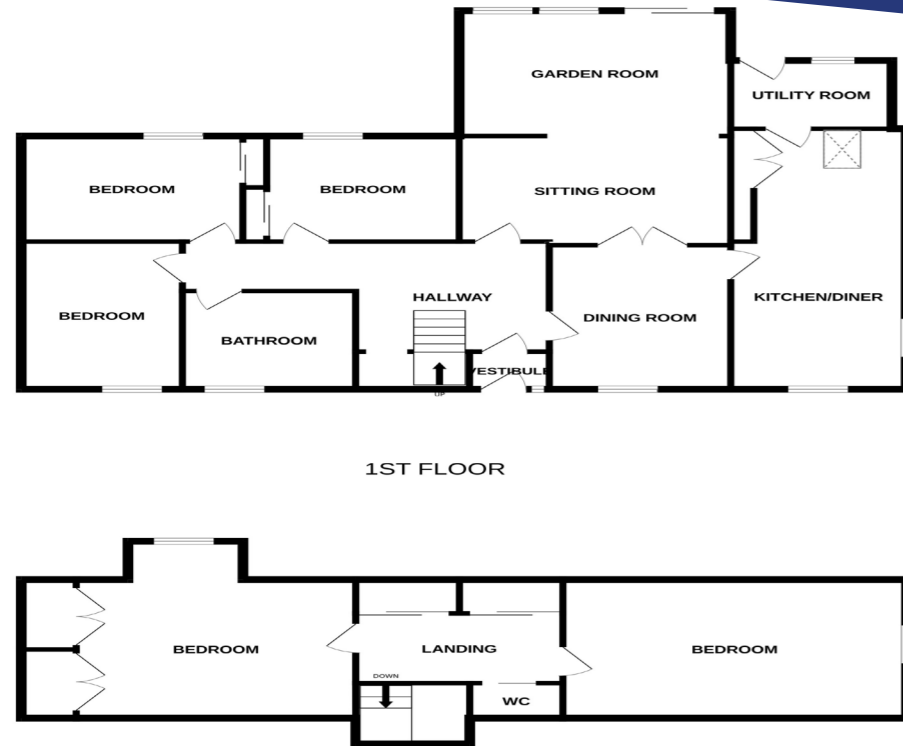 GARDEN ROOM
UTILITY ROOM
BEDROOM
BEDROOM
SITTING ROOM
HALLWAY
KITCHEN/DINER
BEDROOM
DINING ROOM
BATHROOM
VESTIBULE
UP
1ST FLOOR
BEDROOM
LANDING
BEDROOM
DOWN
WC